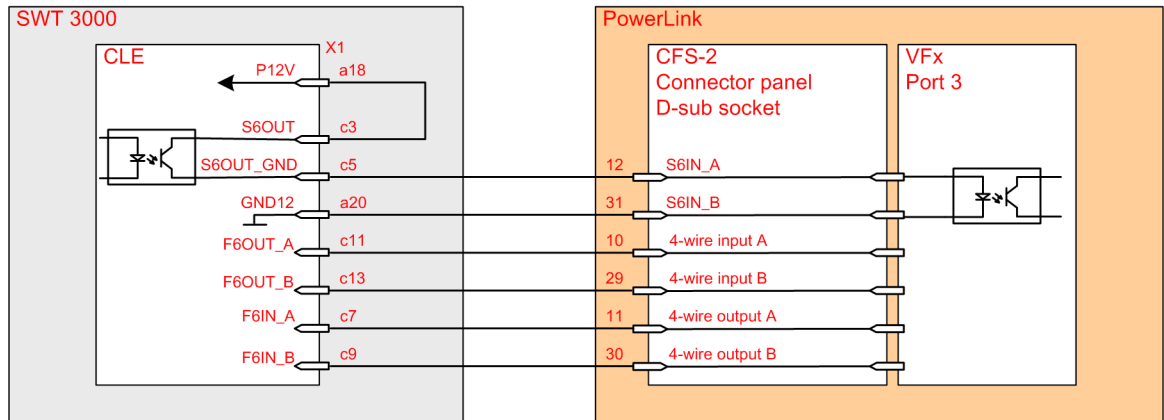 SWT 3000
PowerLink
CLE
X1
CFS-2
Connector panel
D-sub socket
VFx
Port 3
P12V a18
S6OUT c3
S6OUT_GND c5 12 S6IN_A
GND12 a20 31 S6IN_B
F6OUT_A c11 10 4-wire input A
F6OUT_B c13 29 4-wire input B
F6IN_A c7 11 4-wire output A
F6IN_B c9 30 4-wire output B